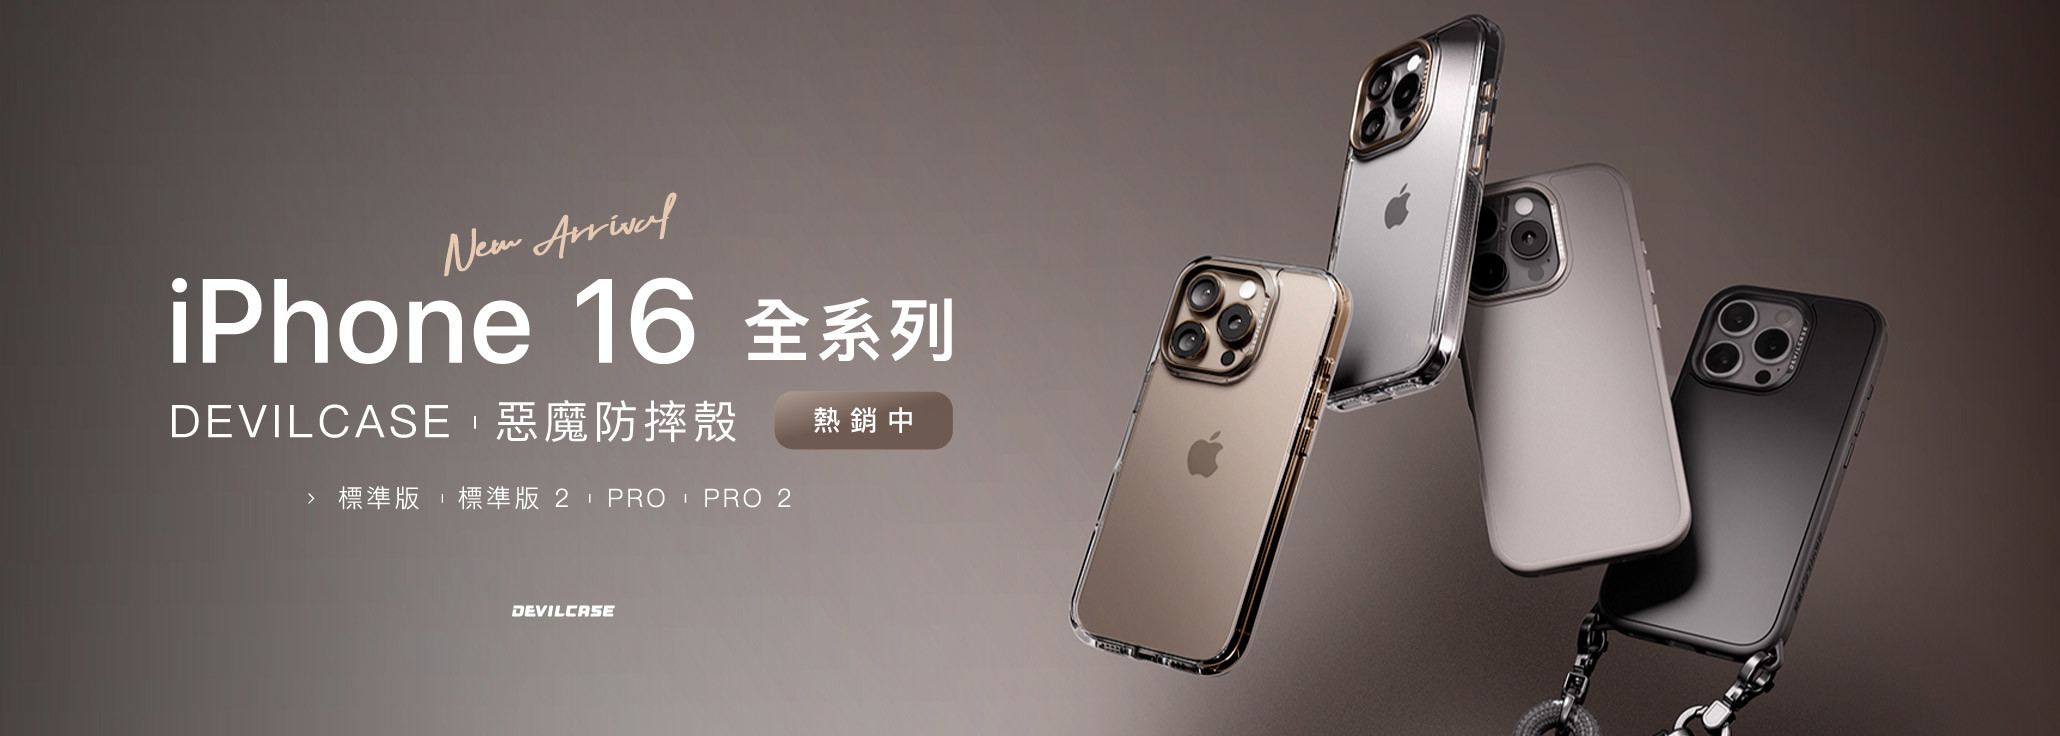 New Arrival
iPhone 16 全系列
DEVILCASE | 惡魔防摔殼 熱銷中
› 標準版 | 標準版 2 | PRO | PRO 2
DEVILCASE
DEVILCASE